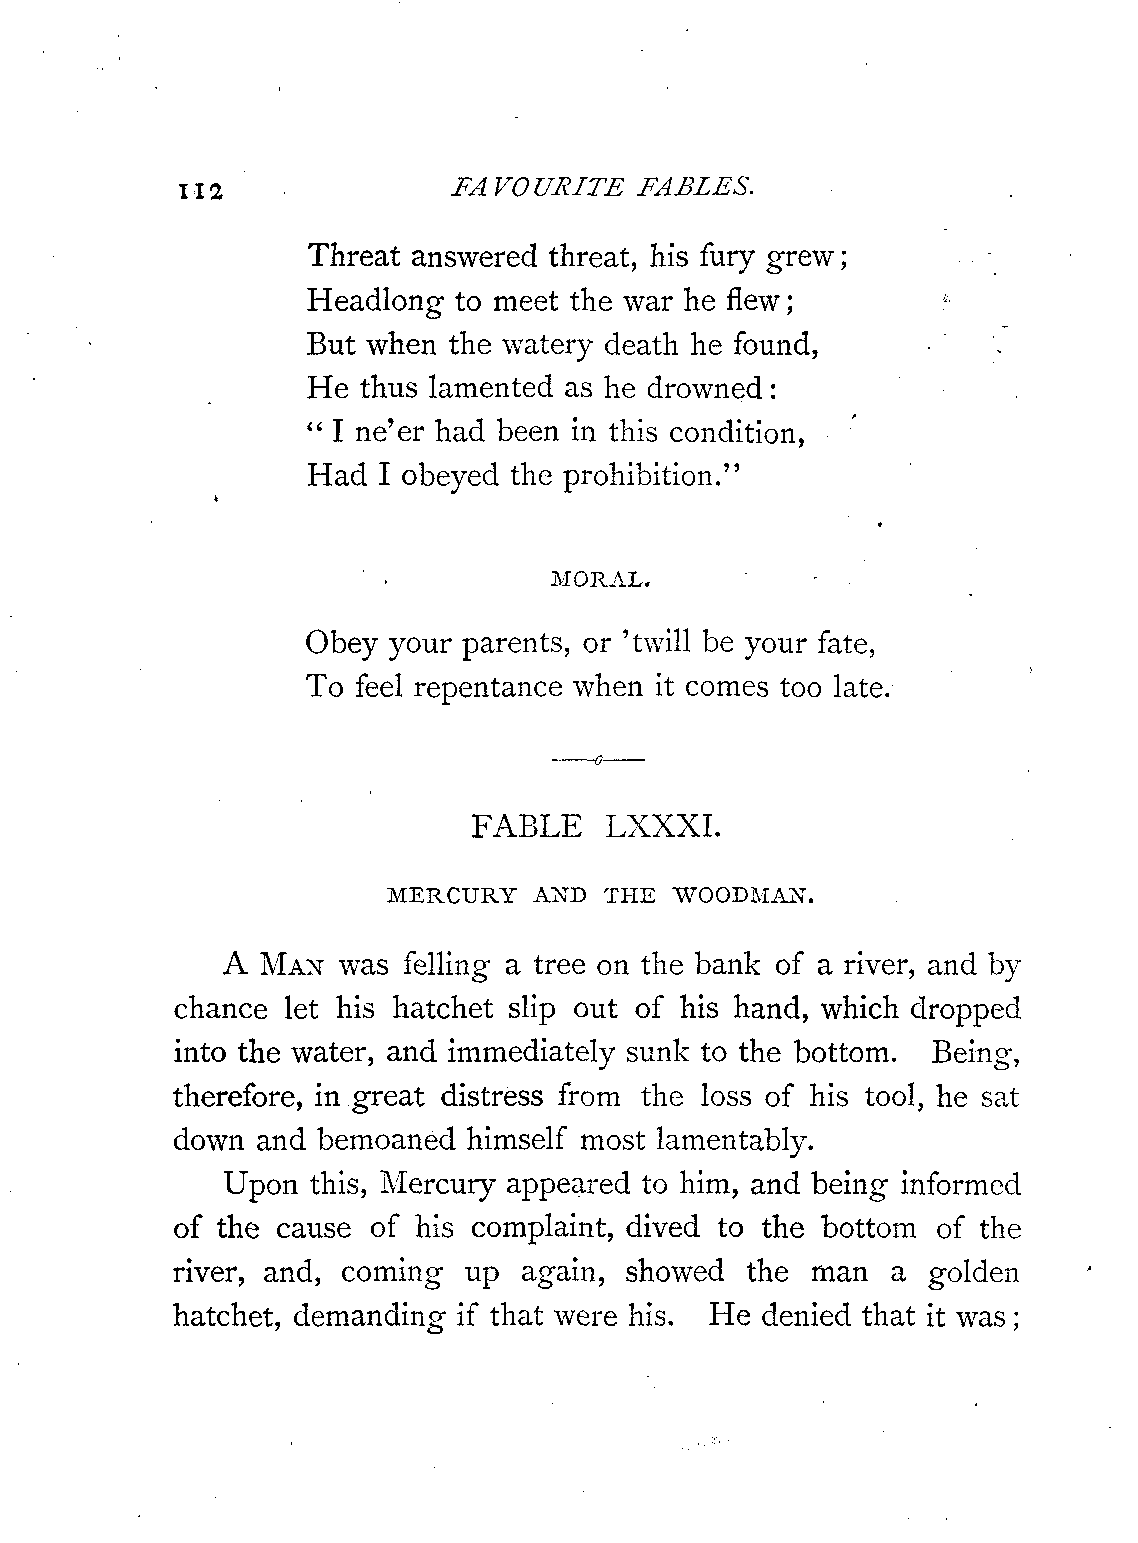 112 FAVOURITE FABLES.
Threat answered threat, his fury grew;
Headlong to meet the war he flew;
But when the watery death he found,
He thus lamented as he drowned:
“ I ne’er had been in this condition,
Had I obeyed the prohibition.”
MORAL.
Obey your parents, or ’twill be your fate,
To feel repentance when it comes too late.
FABLE LXXXI.
MERCURY AND THE WOODMAN.
A MAN was felling a tree on the bank of a river, and by
chance let his hatchet slip out of his hand, which dropped
into the water, and immediately sunk to the bottom. Being,
therefore, in great distress from the loss of his tool, he sat
down and bemoaned himself most lamentably.
Upon this, Mercury appeared to him, and being informed
of the cause of his complaint, dived to the bottom of the
river, and, coming up again, showed the man a golden
hatchet, demanding if that were his. He denied that it was;